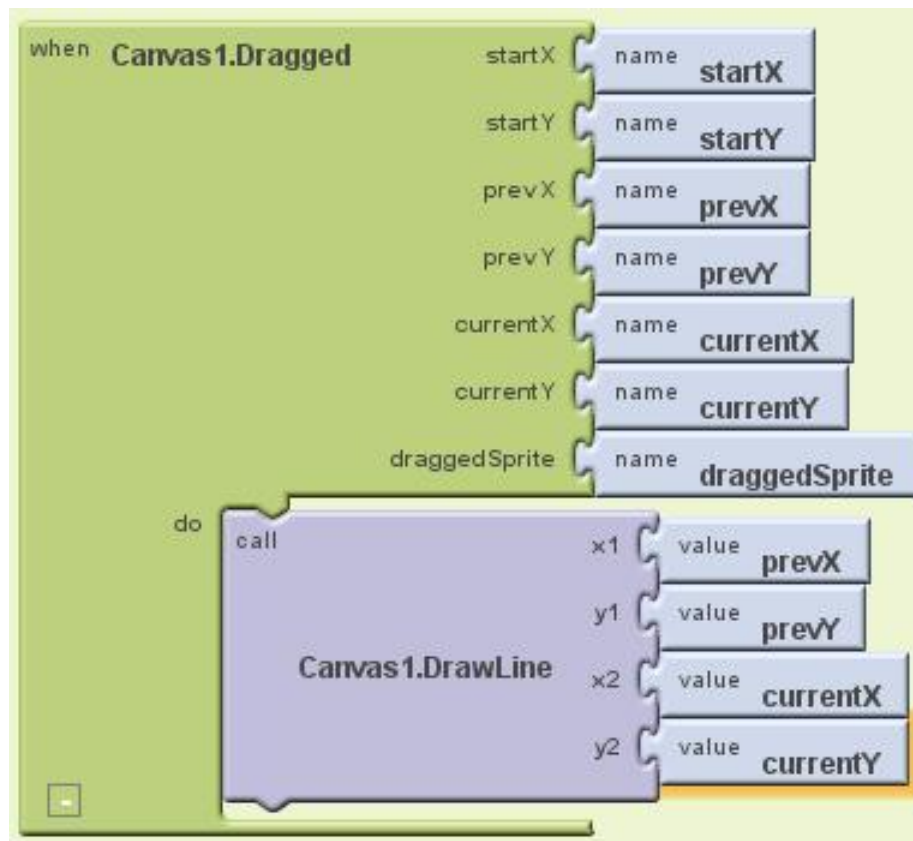 when Canvas1.Dragged startX name startX
startY name startY
prevX name prevX
prevY name prevY
currentX name currentX
currentY name currentY
draggedSprite name draggedSprite
do call x1 value prevX
y1 value prevY
Canvas1.DrawLine x2 value currentX
y2 value currentY
-